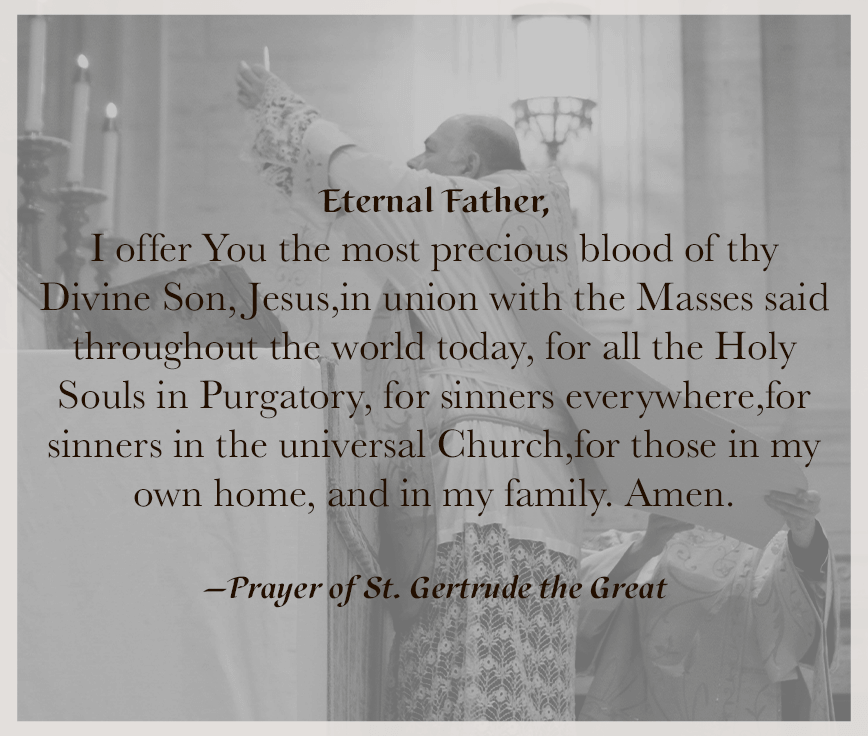 Eternal Father,
I offer You the most precious blood of thy
Divine Son, Jesus,in union with the Masses said
throughout the world today, for all the Holy
Souls in Purgatory, for sinners everywhere,for
sinners in the universal Church,for those in my
own home, and in my family. Amen.
—Prayer of St. Gertrude the Great